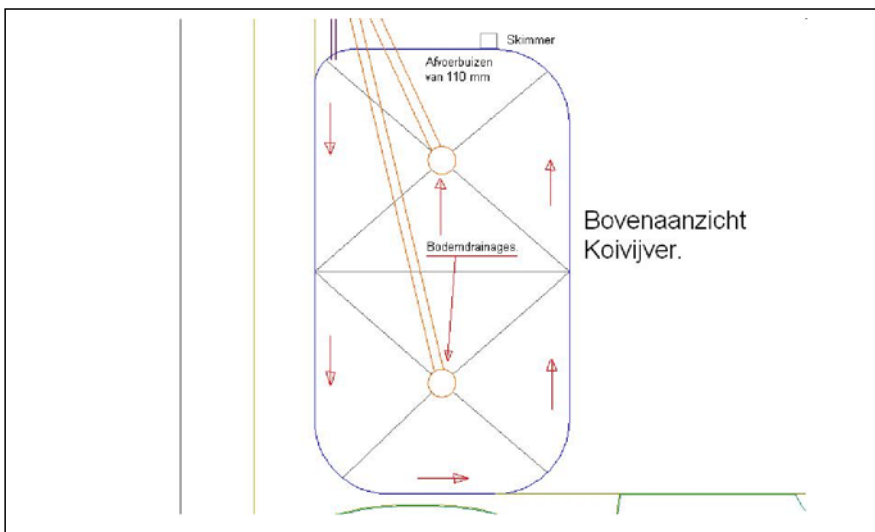 Skimmer
Afvoerbuizen
van 110 mm
Bovenaanzicht
Koivijver.
Bodemdrainages.